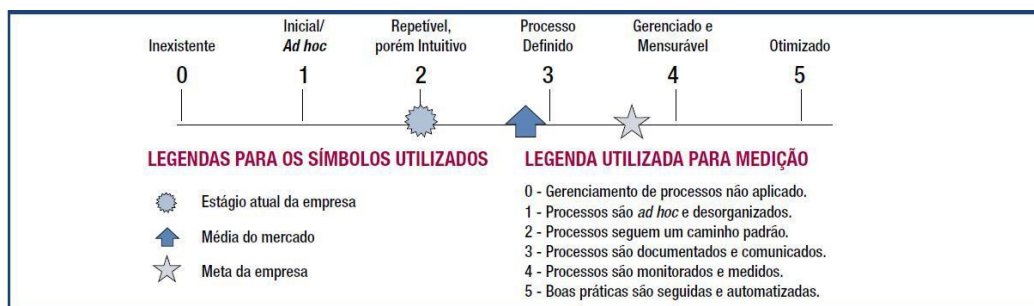 Inexistente
Inicial/
Ad hoc
Repetível,
porém Intuitivo
Processo
Definido
Gerenciado e
Mensurável
Otimizado
0 1 2 3 4 5
LEGENDAS PARA OS SÍMBOLOS UTILIZADOS
Estágio atual da empresa
Média do mercado
Meta da empresa
LEGENDA UTILIZADA PARA MEDIÇÃO
0 - Gerenciamento de processos não aplicado.
1 - Processos são ad hoc e desorganizados.
2 - Processos seguem um caminho padrão.
3 - Processos são documentados e comunicados.
4 - Processos são monitorados e medidos.
5 - Boas práticas são seguidas e automatizadas.